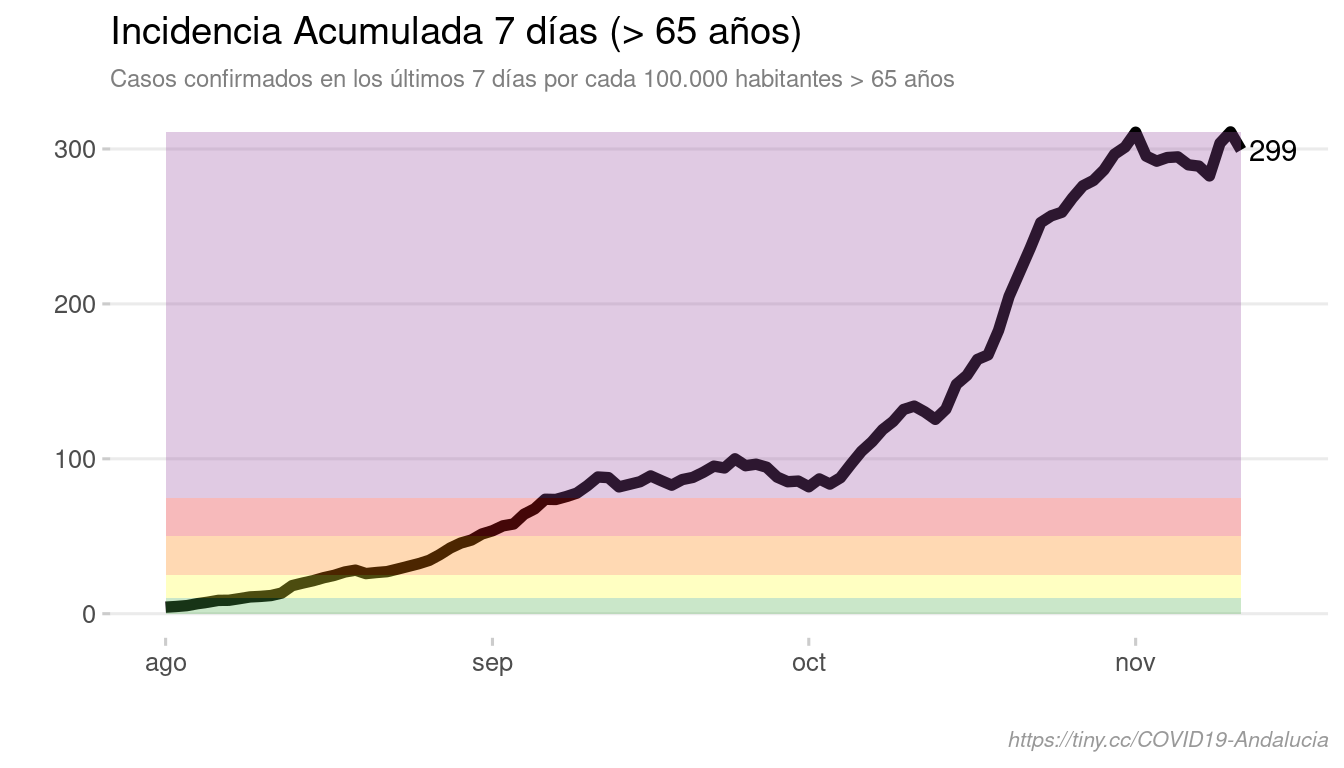 Incidencia Acumulada 7 días (> 65 años)
Casos confirmados en los últimos 7 días por cada 100.000 habitantes > 65 años
300
299
200
100
0
ago sep oct nov
https://tiny.cc/COVID19-Andalucia